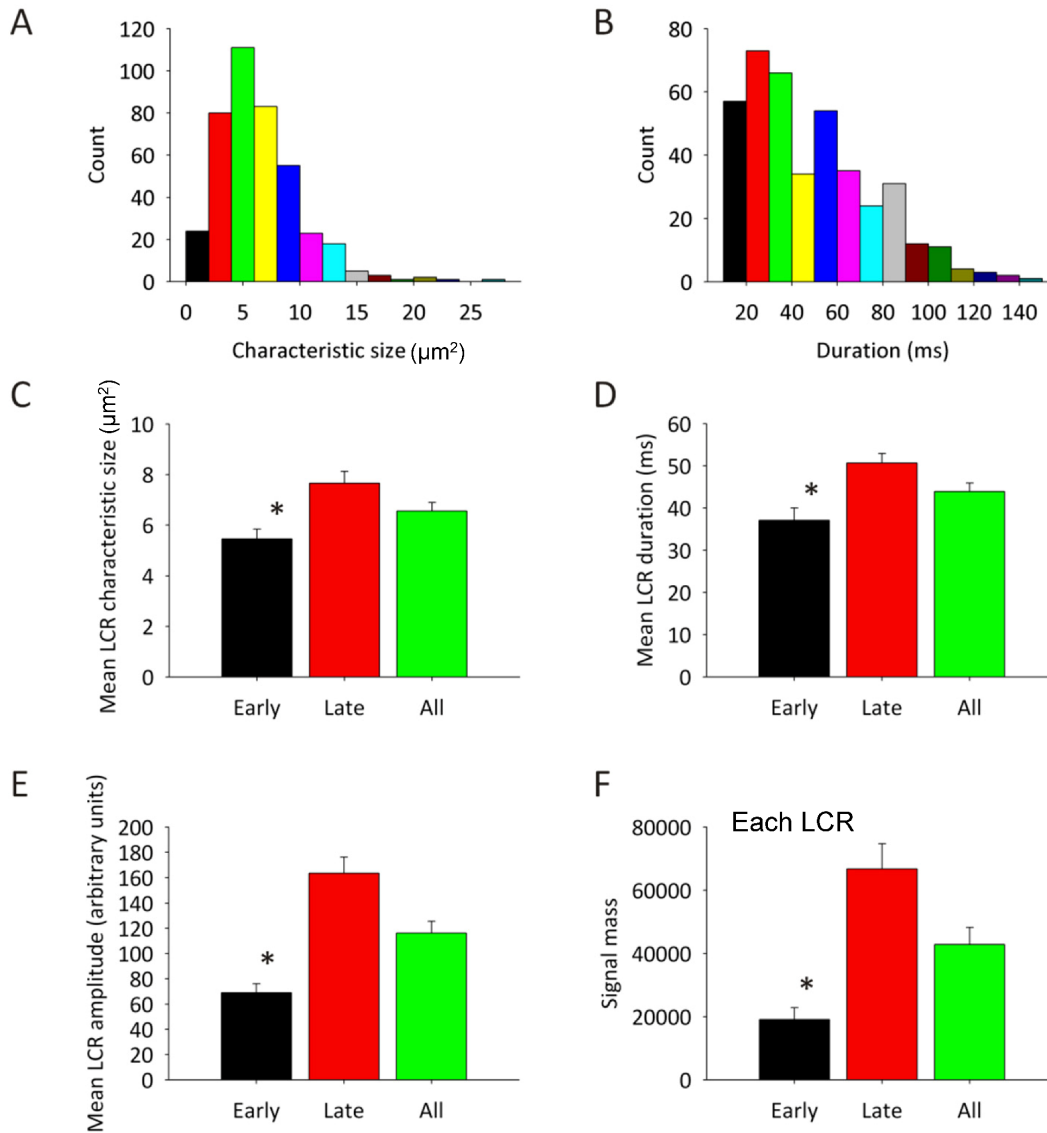 A
Count
120
100
80
60
40
20
0
0 5 10 15 20 25
Characteristic size (µm²)
B
Count
80
60
40
20
0
20 40 60 80 100 120 140
Duration (ms)
C
Mean LCR characteristic size (µm²)
10
8
6
4
2
0
*
Early Late All
D
Mean LCR duration (ms)
60
50
40
30
20
10
0
*
Early Late All
E
Mean LCR amplitude (arbitrary units)
200
180
160
140
120
100
80
60
40
20
0
*
Early Late All
F
Each LCR
Signal mass
80000
60000
40000
20000
0
*
Early Late All